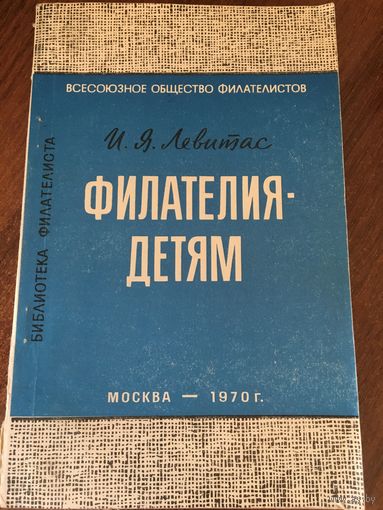 ВСЕСОЮЗНОЕ ОБЩЕСТВО ФИЛАТЕЛИСТОВ
И. Я. Левитас
ФИЛАТЕЛИЯ-
ДЕТЯМ
БИБЛИОТЕКА ФИЛАТЕЛИСТА
МОСКВА — 1970 г.